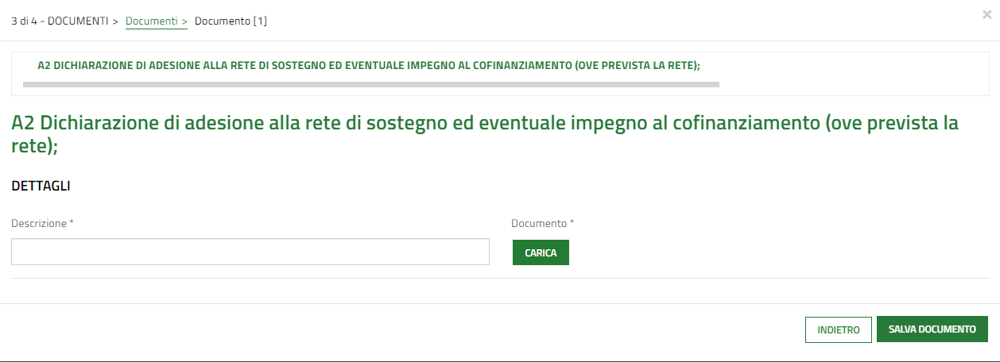 3 di 4 - DOCUMENTI > Documenti > Documento [1]
×
A2 DICHIARAZIONE DI ADESIONE ALLA RETE DI SOSTEGNO ED EVENTUALE IMPEGNO AL COFINANZIAMENTO (OVE PREVISTA LA RETE);
A2 Dichiarazione di adesione alla rete di sostegno ed eventuale impegno al cofinanziamento (ove prevista la
rete);
DETTAGLI
Descrizione * Documento *
CARICA
INDIETRO SALVA DOCUMENTO